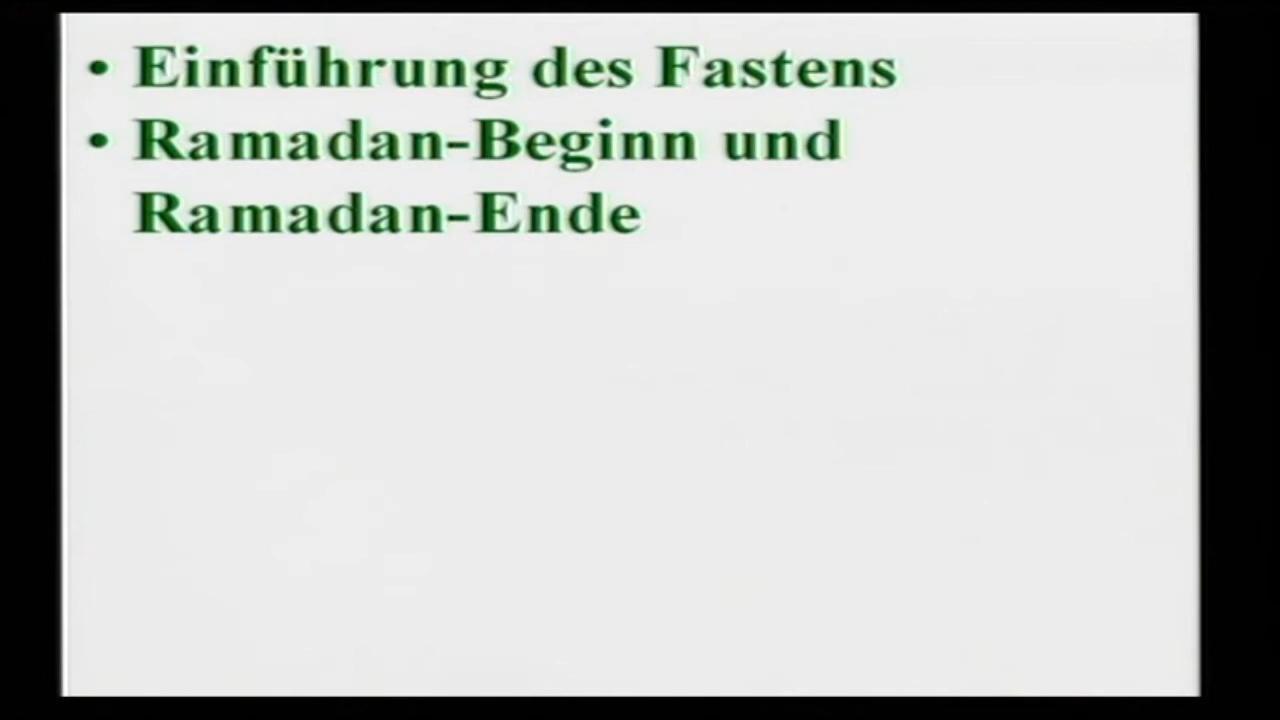 • Einführung des Fastens
• Ramadan-Beginn und
Ramadan-Ende